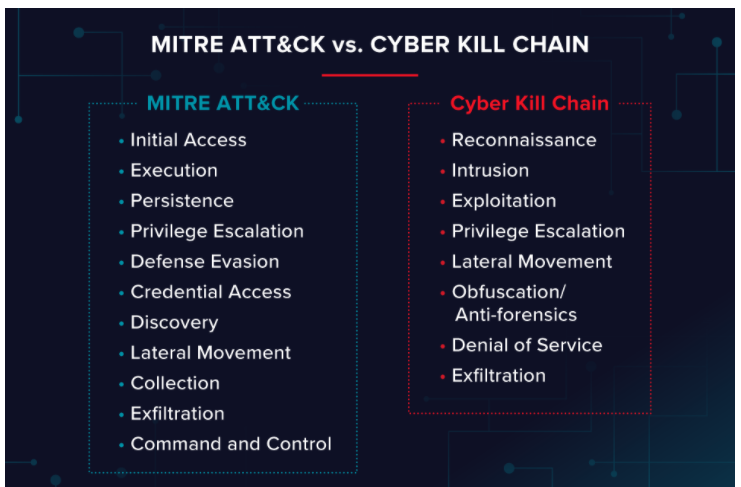 MITRE ATT&CK vs. CYBER KILL CHAIN
MITRE ATT&CK
• Initial Access
• Execution
• Persistence
• Privilege Escalation
• Defense Evasion
• Credential Access
• Discovery
• Lateral Movement
• Collection
• Exfiltration
• Command and Control
Cyber Kill Chain
• Reconnaissance
• Intrusion
• Exploitation
• Privilege Escalation
• Lateral Movement
• Obfuscation/
Anti-forensics
• Denial of Service
• Exfiltration